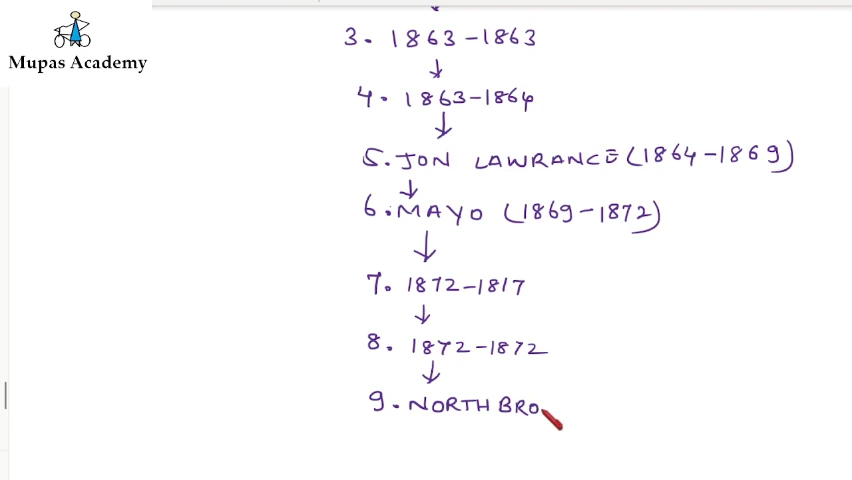 Mupas Academy
3. 1863-1863
4. 1863-1864
5. JON LAWRANCE (1864-1869)
6. MAYO (1869-1872)
7. 1872-1817
8. 1872-1872
9. NORTH BRO